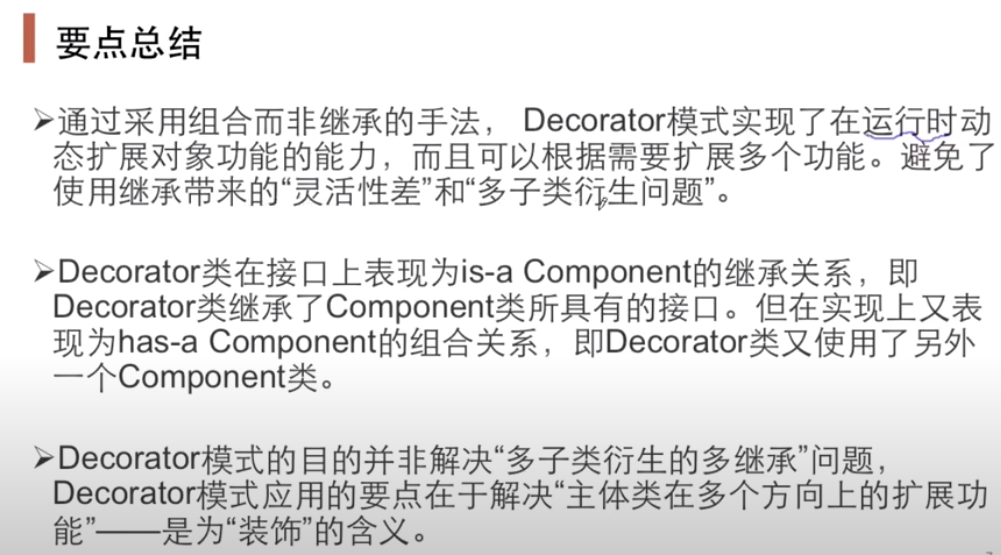 要点总结
➢通过采用组合而非继承的手法， Decorator模式实现了在运行时动
态扩展对象功能的能力，而且可以根据需要扩展多个功能。避免了
使用继承带来的“灵活性差”和“多子类衍生问题”。
➢Decorator类在接口上表现为is-a Component的继承关系，即
Decorator类继承了Component类所具有的接口。但在实现上又表
现为has-a Component的组合关系，即Decorator类又使用了另外
一个Component类。
➢Decorator模式的目的并非解决“多子类衍生的多继承”问题，
Decorator模式应用的要点在于解决“主体类在多个方向上的扩展功
能”——是为“装饰”的含义。